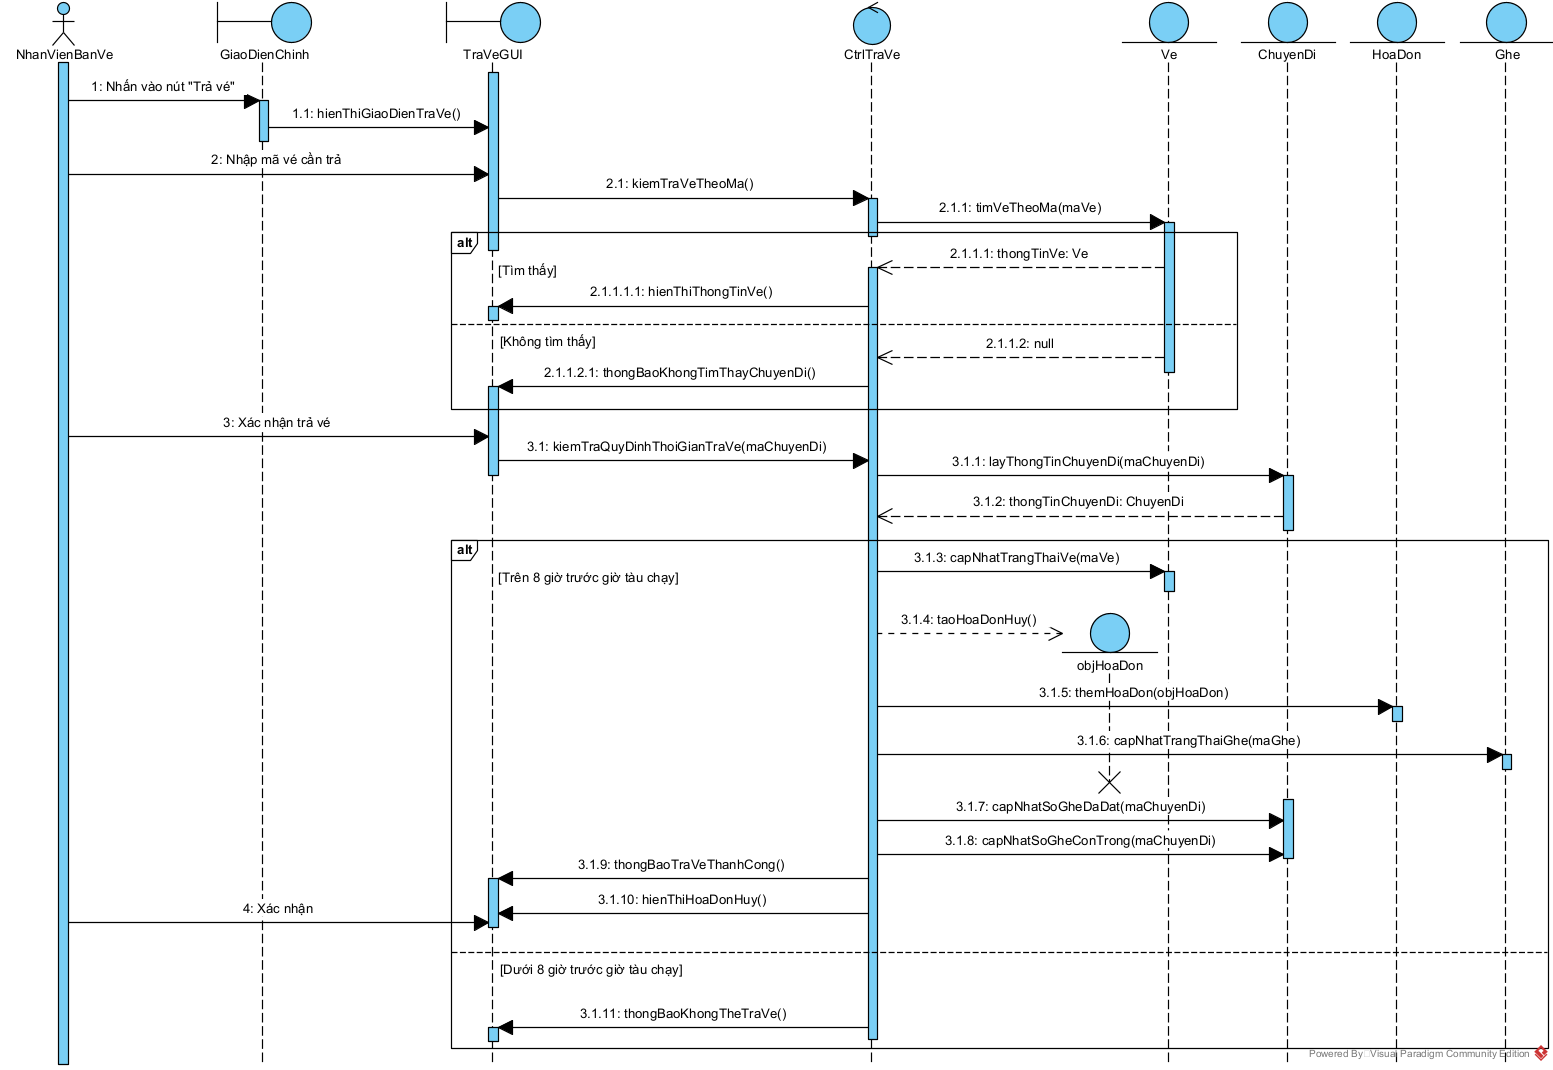 NhanVienBanVe
GiaoDienChinh
TraVeGUI
CtrlTraVe
Ve
ChuyenDi
HoaDon
Ghe
1: Nhấn vào nút "Trả vé"
1.1: hienThiGiaoDienTraVe()
2: Nhập mã vé cần trả
2.1: kiemTraVeTheoMa()
2.1.1: timVeTheoMa(maVe)
alt
2.1.1.1: thongTinVe: Ve
[Tìm thấy]
2.1.1.1.1: hienThiThongTinVe()
[Không tìm thấy]
2.1.1.2: null
2.1.1.2.1: thongBaoKhongTimThayChuyenDi()
3: Xác nhận trả vé
3.1: kiemTraQuyDinhThoiGianTraVe(maChuyenDi)
3.1.1: layThongTinChuyenDi(maChuyenDi)
3.1.2: thongTinChuyenDi: ChuyenDi
alt
3.1.3: capNhatTrangThaiVe(maVe)
[Trên 8 giờ trước giờ tàu chạy]
3.1.4: taoHoaDonHuy()
objHoaDon
3.1.5: themHoaDon(objHoaDon)
3.1.6: capNhatTrangThaiGhe(maGhe)
3.1.7: capNhatSoGheDaDat(maChuyenDi)
3.1.8: capNhatSoGheConTrong(maChuyenDi)
3.1.9: thongBaoTraVeThanhCong()
3.1.10: hienThiHoaDonHuy()
4: Xác nhận
[Dưới 8 giờ trước giờ tàu chạy]
3.1.11: thongBaoKhongTheTraVe()
Powered By Visual Paradigm Community Edition